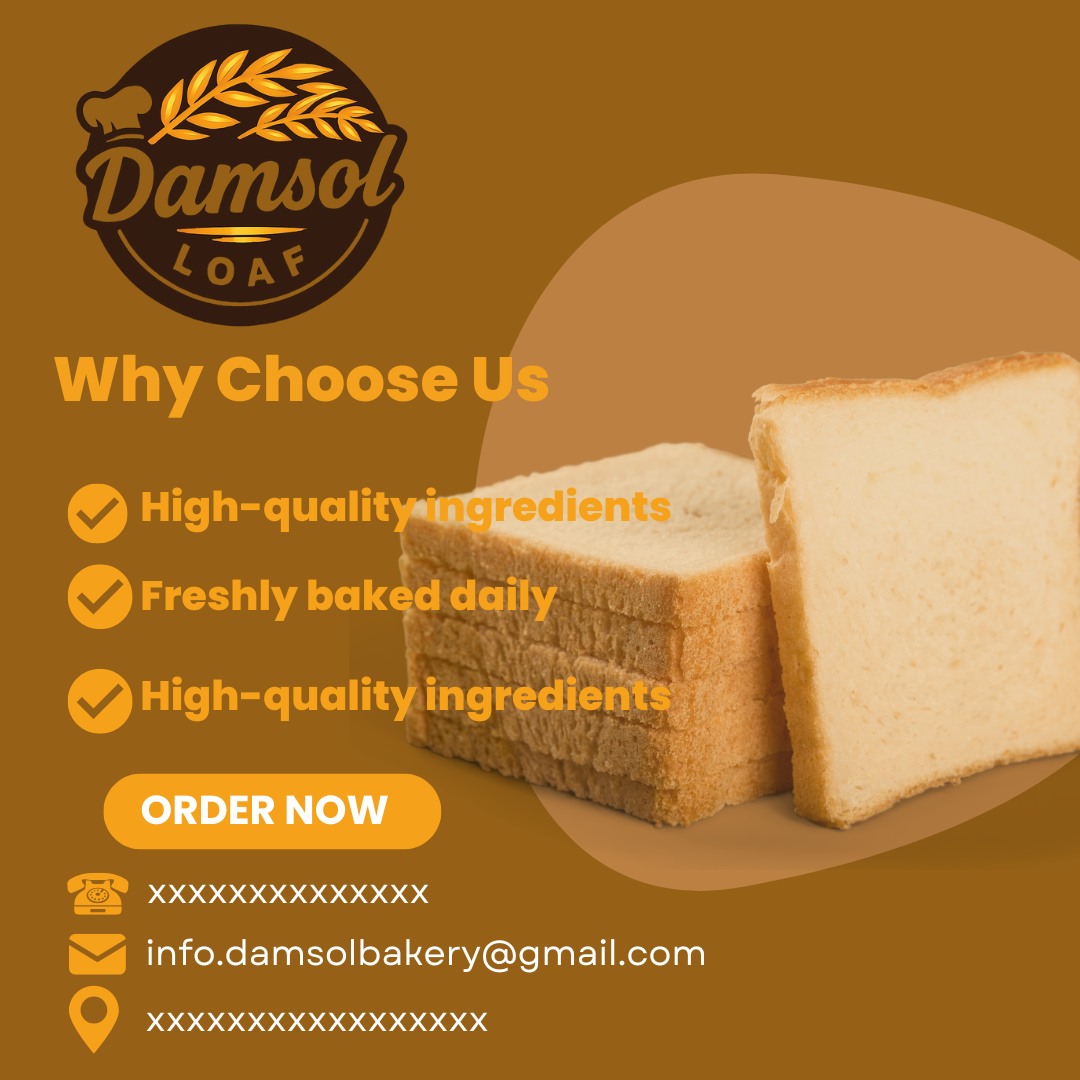 Damsol
LOAF
Why Choose Us
High-quality ingredients
Freshly baked daily
High-quality ingredients
ORDER NOW
xxxxxxxxxxxxxx
info.damsolbakery@gmail.com
xxxxxxxxxxxxxxxxx